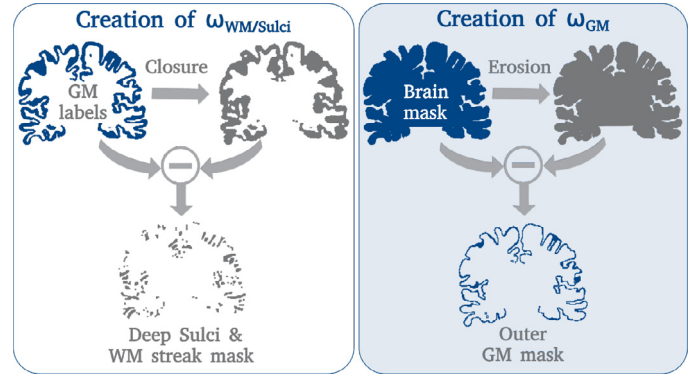 Creation of ωWM/Sulci
GM
labels
Closure
Deep Sulci &
WM streak mask
Creation of ωGM
Brain
mask
Erosion
Outer
GM mask